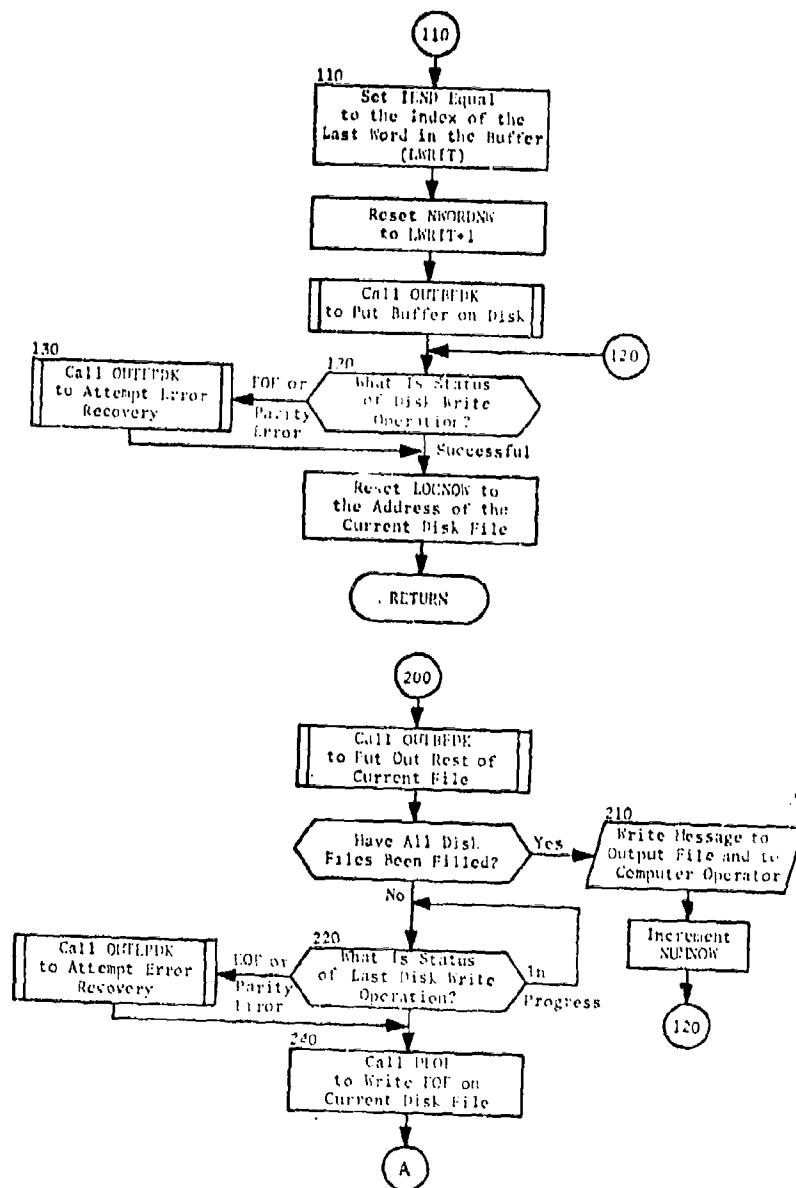 110
110
Set IEND Equal
to the Index of the
Last Word in the Buffer
(LWRIT)
Reset NWORDNW
to LWRIT+1
Call OUTBFDK
to Put Buffer on Disk
120
120
What Is Status
of Disk Write
Operation?
EOF or
Parity
Error
130
Call
to Attempt Error
Recovery
Successful
Reset LOCNOW to
the Address of the
Current Disk File
RETURN
200
Call OUTBFDK
to Put Out Rest of
Current File
Have All Disk
Files Been Filled?
Yes
210
Write Message to
Output File and to
Computer Operator
Increment
NUMNOW
120
No
220
What Is Status
of Last Disk Write
Operation?
In
Progress
EOF or
Parity
Error
Call
to Attempt Error
Recovery
240
Call
to Write EOF on
Current Disk File
A